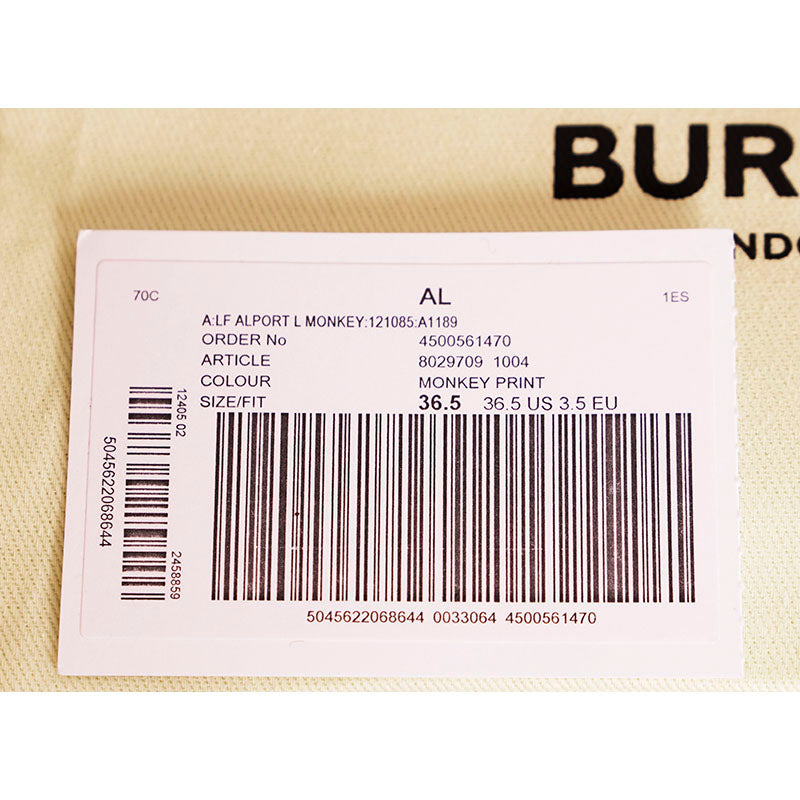 BUR
NDO
70C
AL
1ES
A:LF ALPORT L MONKEY:121085:A1189
ORDER No 4500561470
ARTICLE 8029709 1004
COLOUR MONKEY PRINT
SIZE/FIT 36.5 36.5 US 3.5 EU
12405 02
5045622068644
2458859
5045622068644 0033064 4500561470